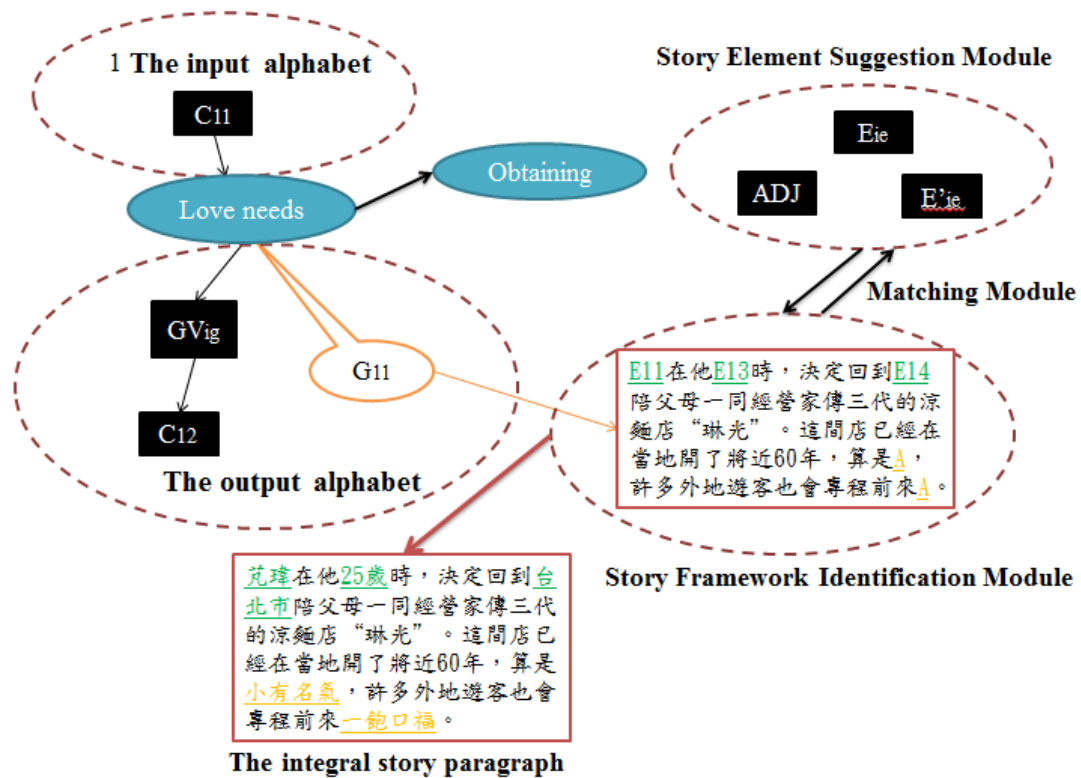 1 The input alphabet
C11
Love needs
Obtaining
GVig
G11
C12
The output alphabet
Story Element Suggestion Module
Eie
ADJ
E'ie
Matching Module
E11在他E13時，決定回到E14
陪父母一同經營家傳三代的涼
麵店“琳光”。這間店已經在
當地開了將近60年，算是A，
許多外地遊客也會專程前來A。
Story Framework Identification Module
芃瑋在他25歲時，決定回到台
北市陪父母一同經營家傳三代
的涼麵店“琳光”。這間店已
經在當地開了將近60年，算是
小有名氣，許多外地遊客也會
專程前來一飽口福。
The integral story paragraph